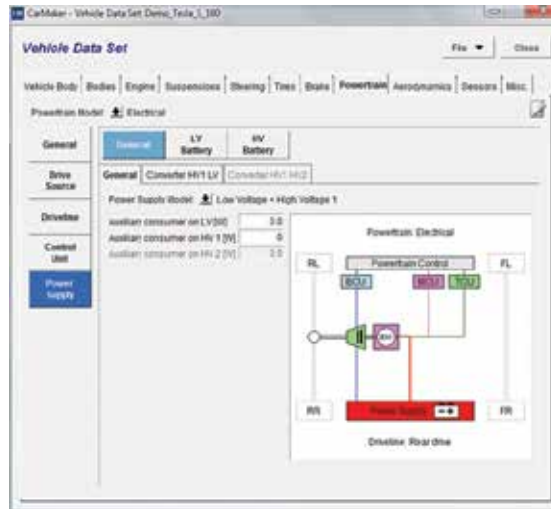 CarMaker - Vehicle Data Set: Demo_Tesla_S_
Vehicle Data Set
File
Close
Vehicle Body Bodies Engine Suspensions Steering Tires Brake Powertrain Aerodynamics Sensors Misc.
Powertrain Model Electrical
General
Drive Source
Driveline
Control Unit
Power Supply
General
LV Battery
HV Battery
General Converter HV1 LV Converter HV1 HV2
Power Supply Model: Low Voltage + High Voltage 1
Auxiliary consumer on LV [W] 3.0
Auxiliary consumer on HV 1 [W] 0
Auxiliary consumer on HV 2 [W] 3.0
Powertrain: Electrical
RL Powertrain Control FL
BCU MCU TCU
RR Power Supply FR
Driveline: Rear drive